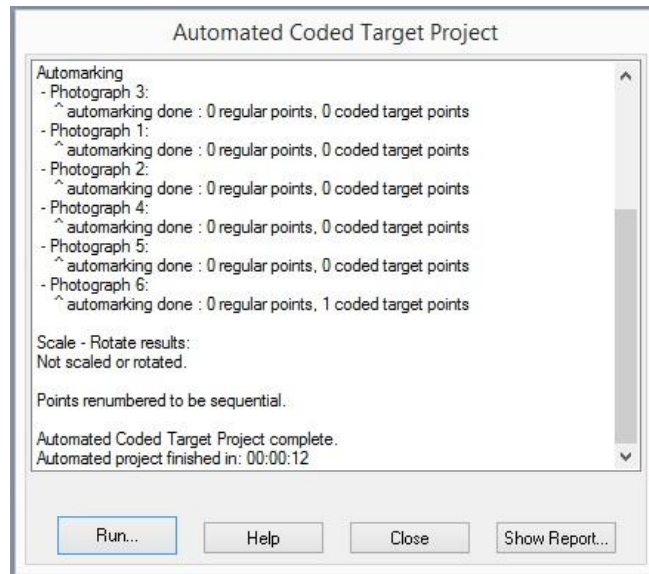 Automated Coded Target Project
Automarking
- Photograph 3:
^ automarking done : 0 regular points, 0 coded target points
- Photograph 1:
^ automarking done : 0 regular points, 0 coded target points
- Photograph 2:
^ automarking done : 0 regular points, 0 coded target points
- Photograph 4:
^ automarking done : 0 regular points, 0 coded target points
- Photograph 5:
^ automarking done : 0 regular points, 0 coded target points
- Photograph 6:
^ automarking done : 0 regular points, 1 coded target points
Scale - Rotate results:
Not scaled or rotated.
Points renumbered to be sequential.
Automated Coded Target Project complete.
Automated project finished in: 00:00:12
Run... Help Close Show Report...